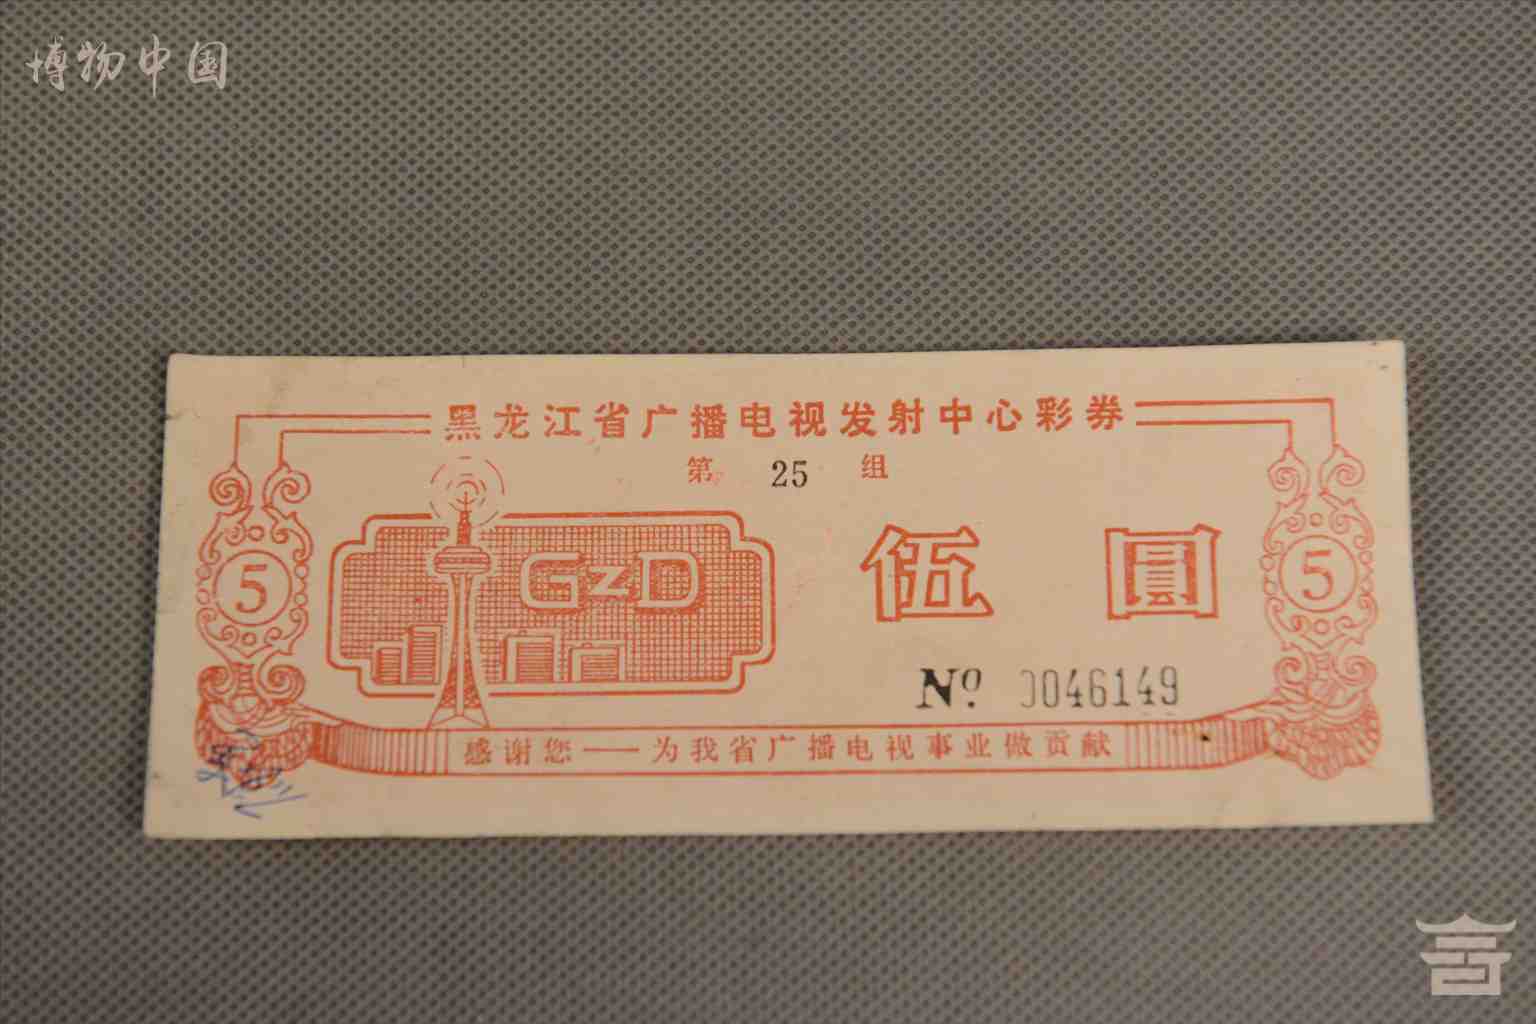 博物中国
黑龙江省广播电视发射中心彩券
第 25 组
GZD
伍圓
5
5
Nº 0046149
感谢您——为我省广播电视事业做贡献